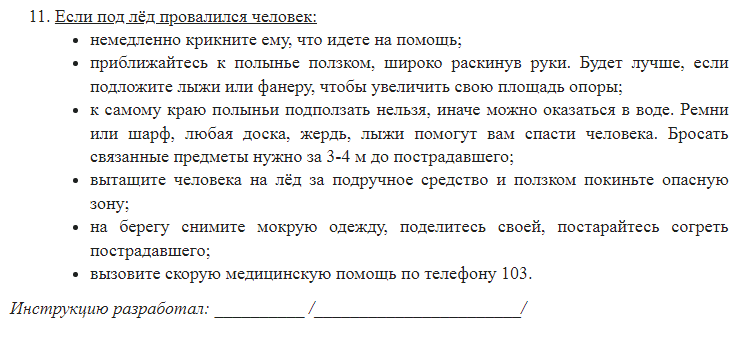 11. Если под лёд провалился человек:
• немедленно крикните ему, что идете на помощь;
• приближайтесь к полынье ползком, широко раскинув руки. Будет лучше, если
подложите лыжи или фанеру, чтобы увеличить свою площадь опоры;
• к самому краю полыньи подползать нельзя, иначе можно оказаться в воде. Ремни
или шарф, любая доска, жердь, лыжи помогут вам спасти человека. Бросать
связанные предметы нужно за 3-4 м до пострадавшего;
• вытащите человека на лёд за подручное средство и ползком покиньте опасную
зону;
• на берегу снимите мокрую одежду, поделитесь своей, постарайтесь согреть
пострадавшего;
• вызовите скорую медицинскую помощь по телефону 103.
Инструкцию разработал: __________ /_______________________/